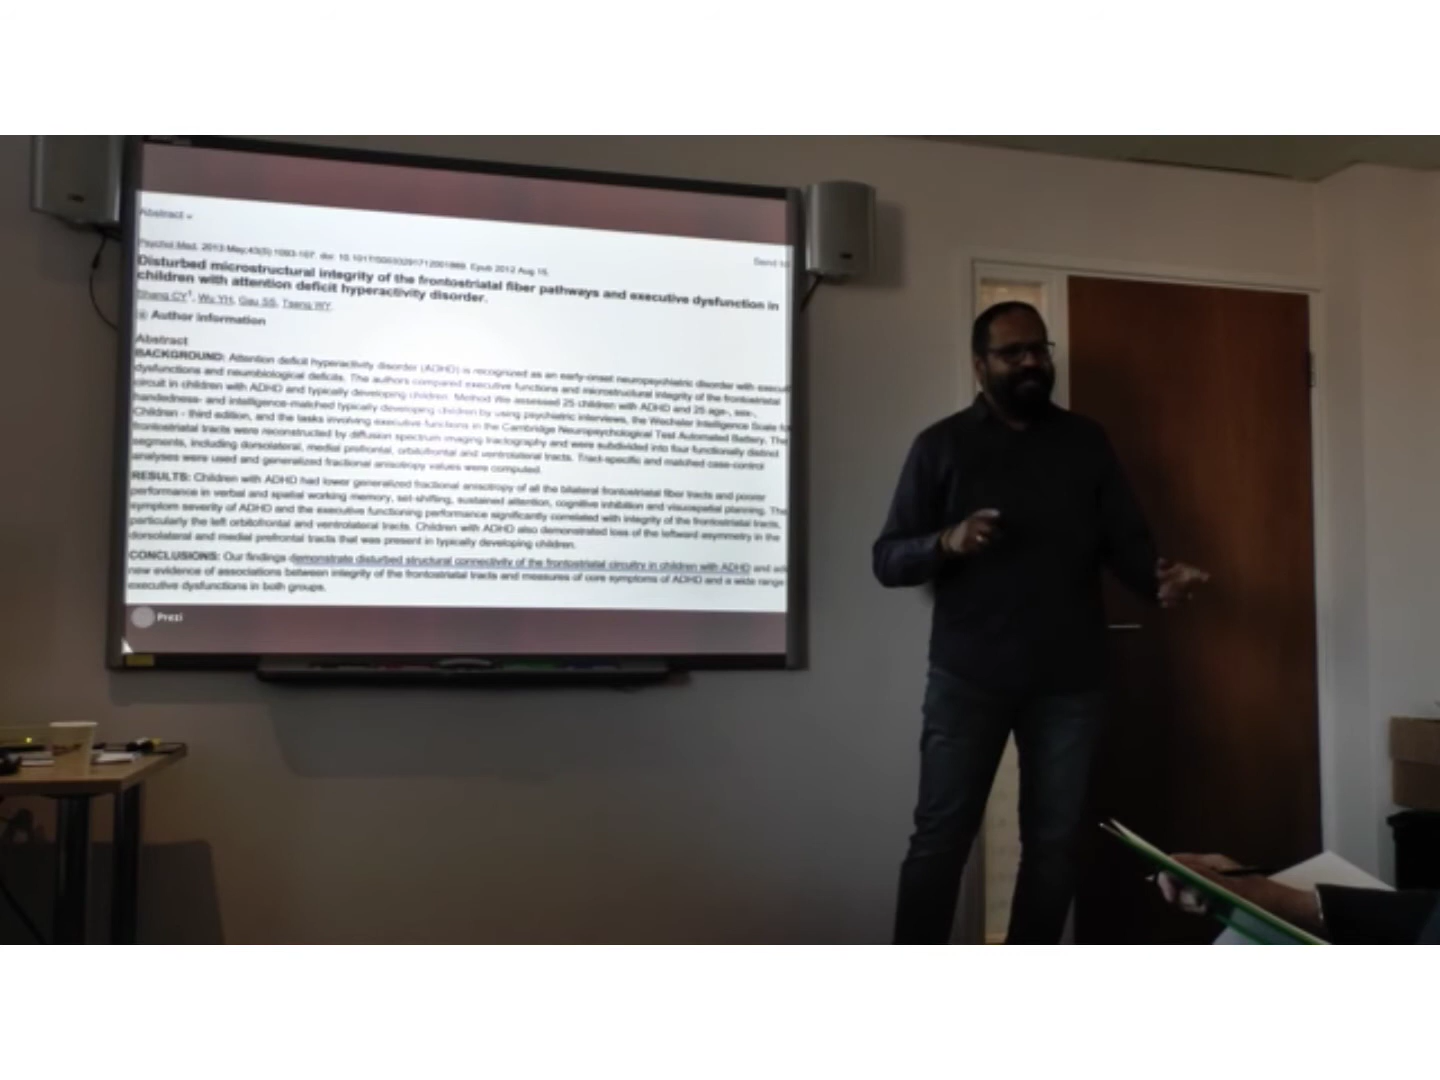 Abstract
Psychol Med. 2013 May;43(5):1093-107. doi: 10.1017/S0033291712001869. Epub 2012 Aug 15.
Send to
Disturbed microstructural integrity of the frontostriatal fiber pathways and executive dysfunction in
children with attention deficit hyperactivity disorder.
Shang CY1, Wu YH, Gau SS, Tseng WY.
Author information
Abstract
BACKGROUND: Attention deficit hyperactivity disorder (ADHD) is recognized as an early-onset neuropsychiatric disorder with
dysfunctions and neurobiological deficits. The authors compared executive functions and microstructural integrity of the frontostriatal
circuit in children with ADHD and typically developing children. Method We assessed 25 children with ADHD and 25 age-, sex-,
handedness- and intelligence-matched typically developing children by using psychiatric interviews, the Wechsler Intelligence Scale for
Children - third edition, and the tasks involving executive functions in the Cambridge Neuropsychological Test Automated Battery. The
frontostriatal tracts were reconstructed by diffusion spectrum imaging tractography and were subdivided into four functionally distinct
segments, including dorsolateral, medial prefrontal, orbitofrontal and ventrolateral tracts. Tract-specific and matched case-control
analyses were used and generalized fractional anisotropy values were computed.
RESULTS: Children with ADHD had lower generalized fractional anisotropy of all the bilateral frontostriatal fiber tracts and poorer
performance in verbal and spatial working memory, set-shifting, sustained attention, cognitive inhibition and visuospatial planning. The
symptom severity of ADHD and the executive functioning performance significantly correlated with integrity of the frontostriatal tracts,
particularly the left orbitofrontal and ventrolateral tracts. Children with ADHD also demonstrated loss of the leftward asymmetry in the
dorsolateral and medial prefrontal tracts that was present in typically developing children.
CONCLUSIONS: Our findings demonstrate disturbed structural connectivity of the frontostriatal circuitry in children with ADHD and
new evidence of associations between integrity of the frontostriatal tracts and measures of core symptoms of ADHD and a wide range
executive dysfunctions in both groups.
Prezi